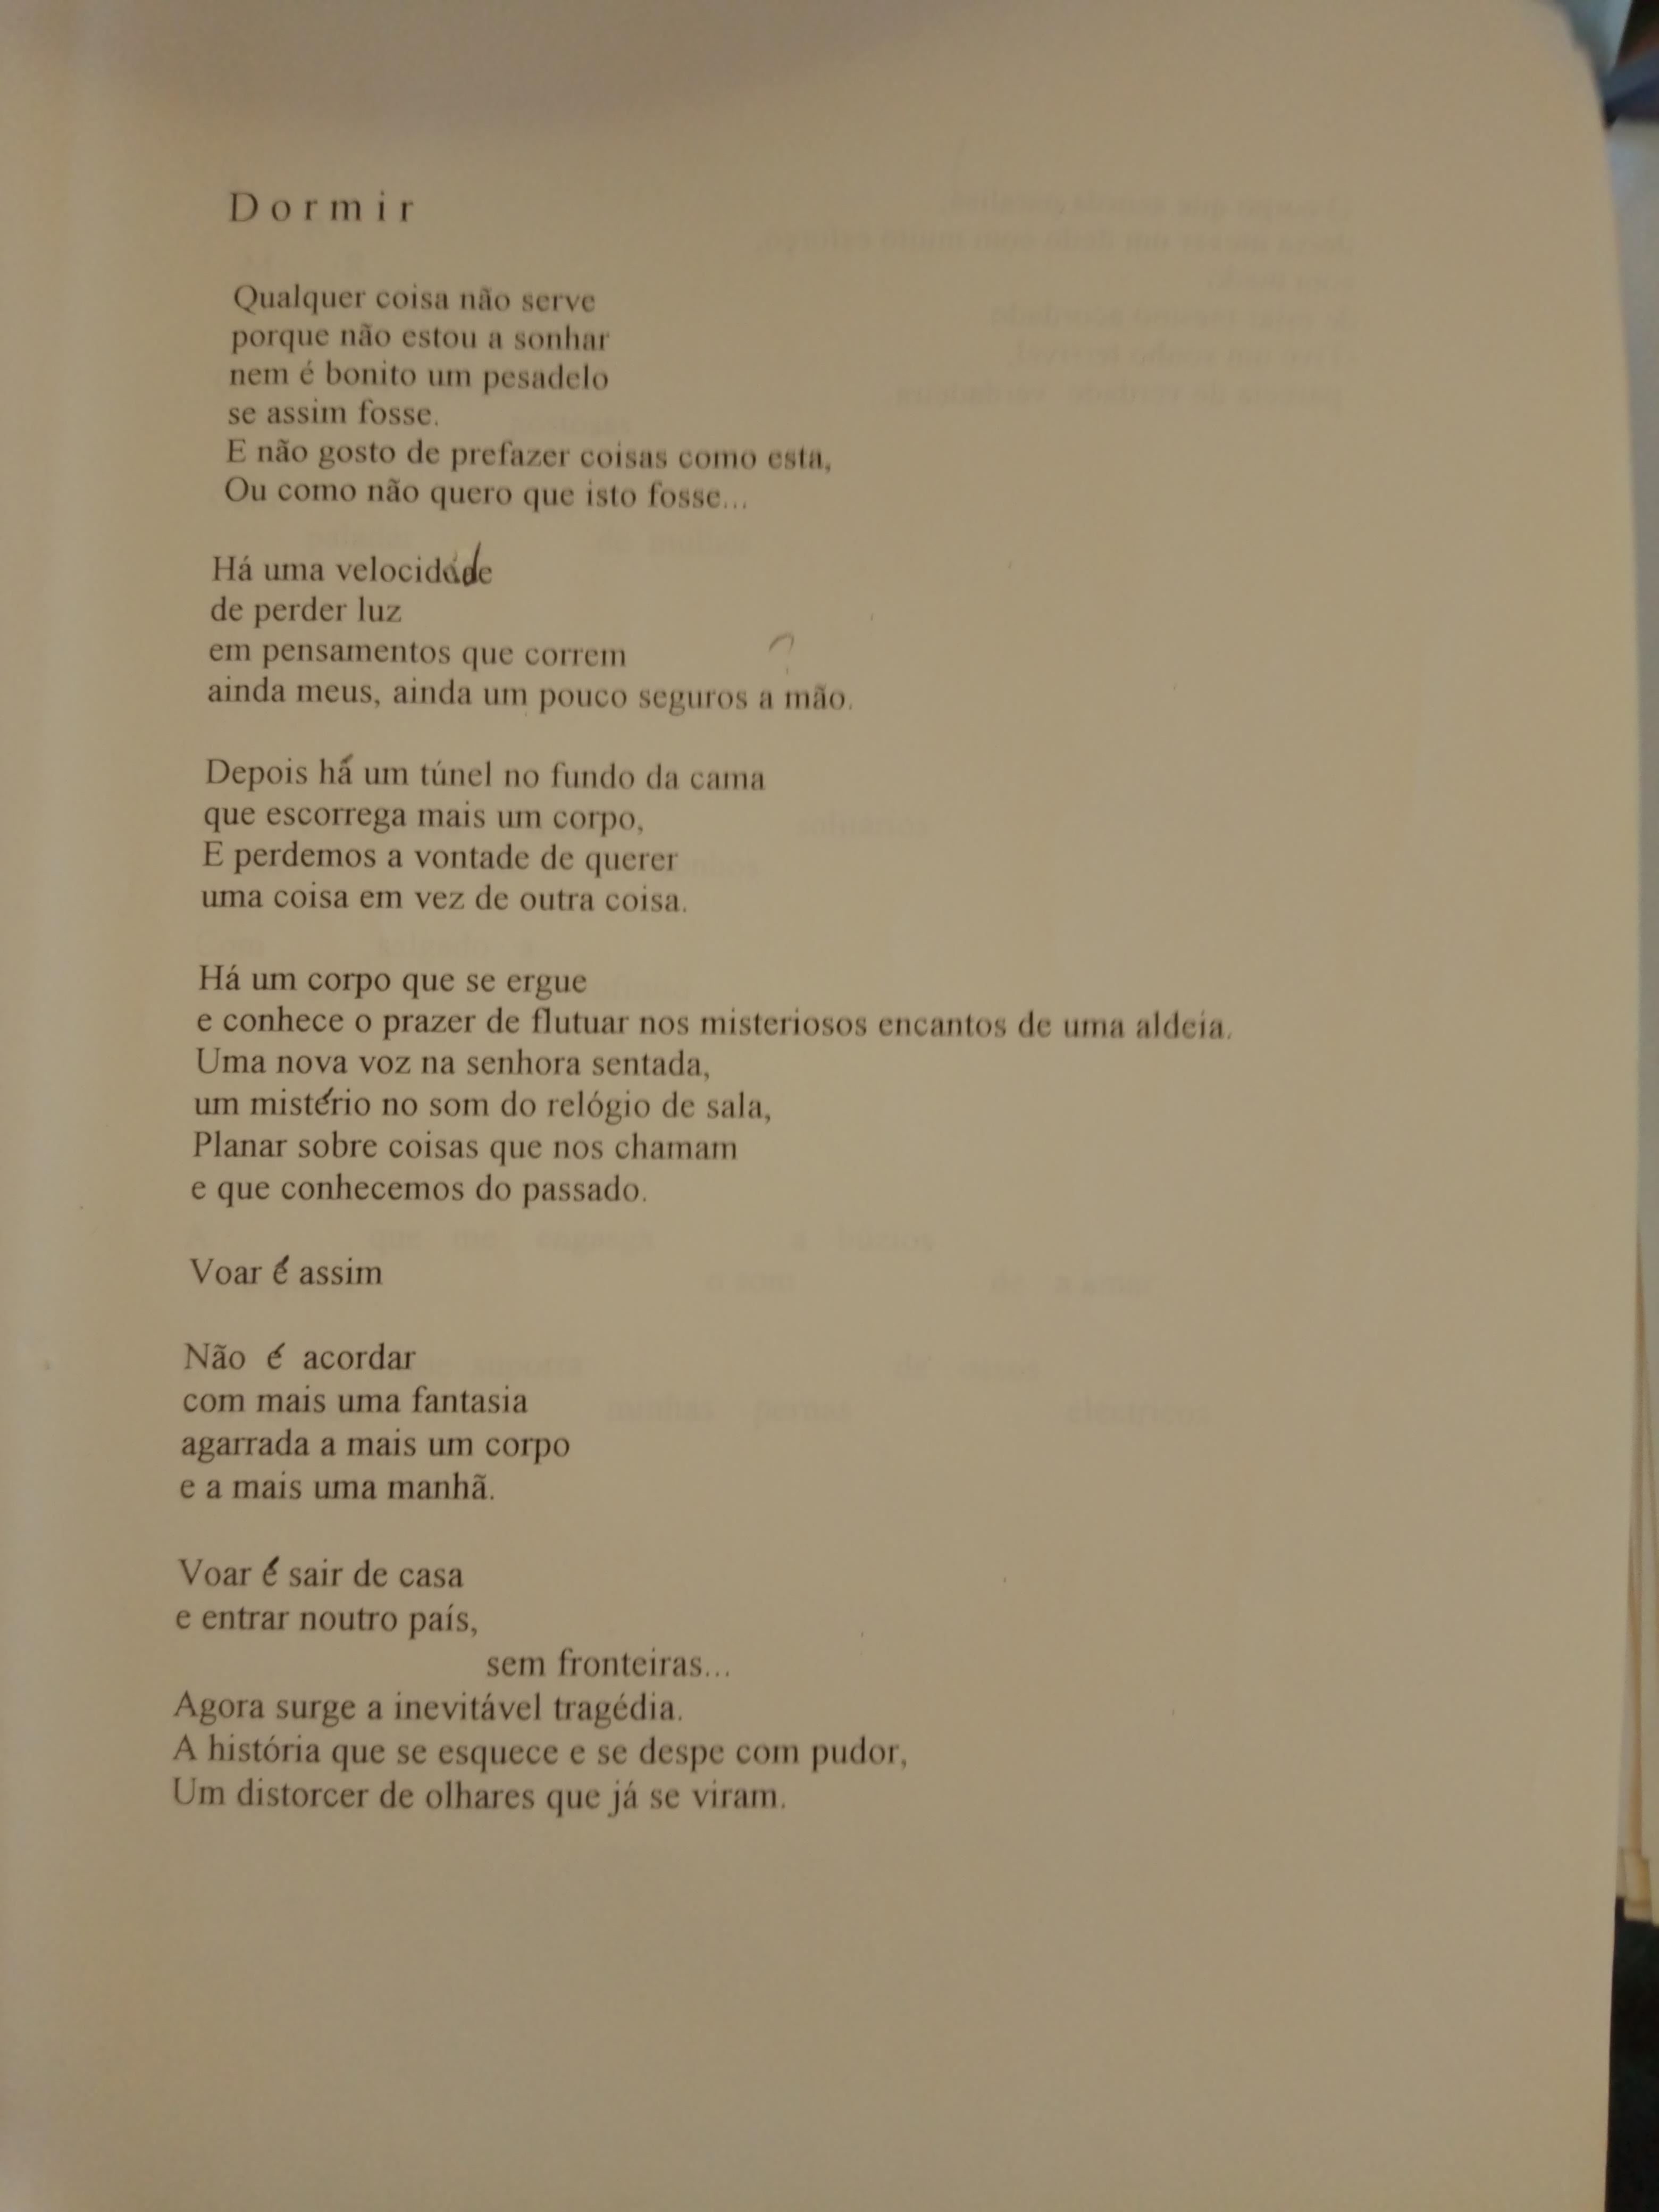 Dormir
Qualquer coisa não serve
porque não estou a sonhar
nem é bonito um pesadelo
se assim fosse.
E não gosto de prefazer coisas como esta,
Ou como não quero que isto fosse...
Há uma velocidade
de perder luz
em pensamentos que correm
ainda meus, ainda um pouco seguros a mão.
Depois há um túnel no fundo da cama
que escorrega mais um corpo,
E perdemos a vontade de querer
uma coisa em vez de outra coisa.
Há um corpo que se ergue
e conhece o prazer de flutuar nos misteriosos encantos de uma aldeia.
Uma nova voz na senhora sentada,
um mistério no som do relógio de sala,
Planar sobre coisas que nos chamam
e que conhecemos do passado.
Voar é assim
Não é acordar
com mais uma fantasia
agarrada a mais um corpo
e a mais uma manhã.
Voar é sair de casa
e entrar noutro país,
sem fronteiras...
Agora surge a inevitável tragédia.
A história que se esquece e se despe com pudor,
Um distorcer de olhares que já se viram.